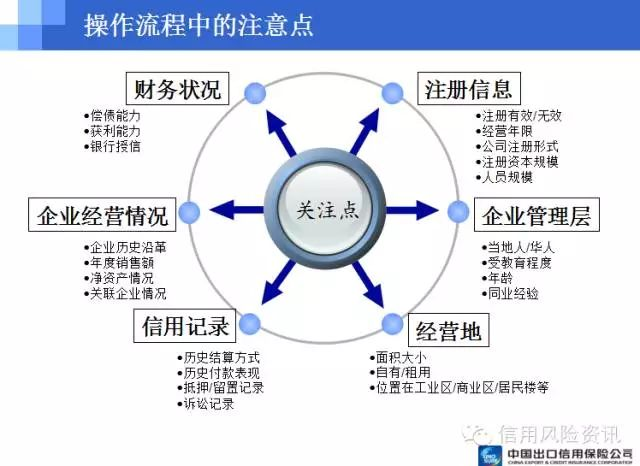 操作流程中的注意点
财务状况
偿债能力
获利能力
银行授信
注册信息
注册有效/无效
经营年限
公司注册形式
注册资本规模
人员规模
关注点
企业经营情况
企业历史沿革
年度销售额
净资产情况
关联企业情况
企业管理层
当地人/华人
受教育程度
年龄
同业经验
信用记录
历史结算方式
历史付款表现
抵押/留置记录
诉讼记录
经营地
面积大小
自有/租用
位置在工业区/商业区/居民楼等
信用风险资讯
中国出口信用保险公司
CHINA EXPORT & CREDIT INSURANCE CORPORATION